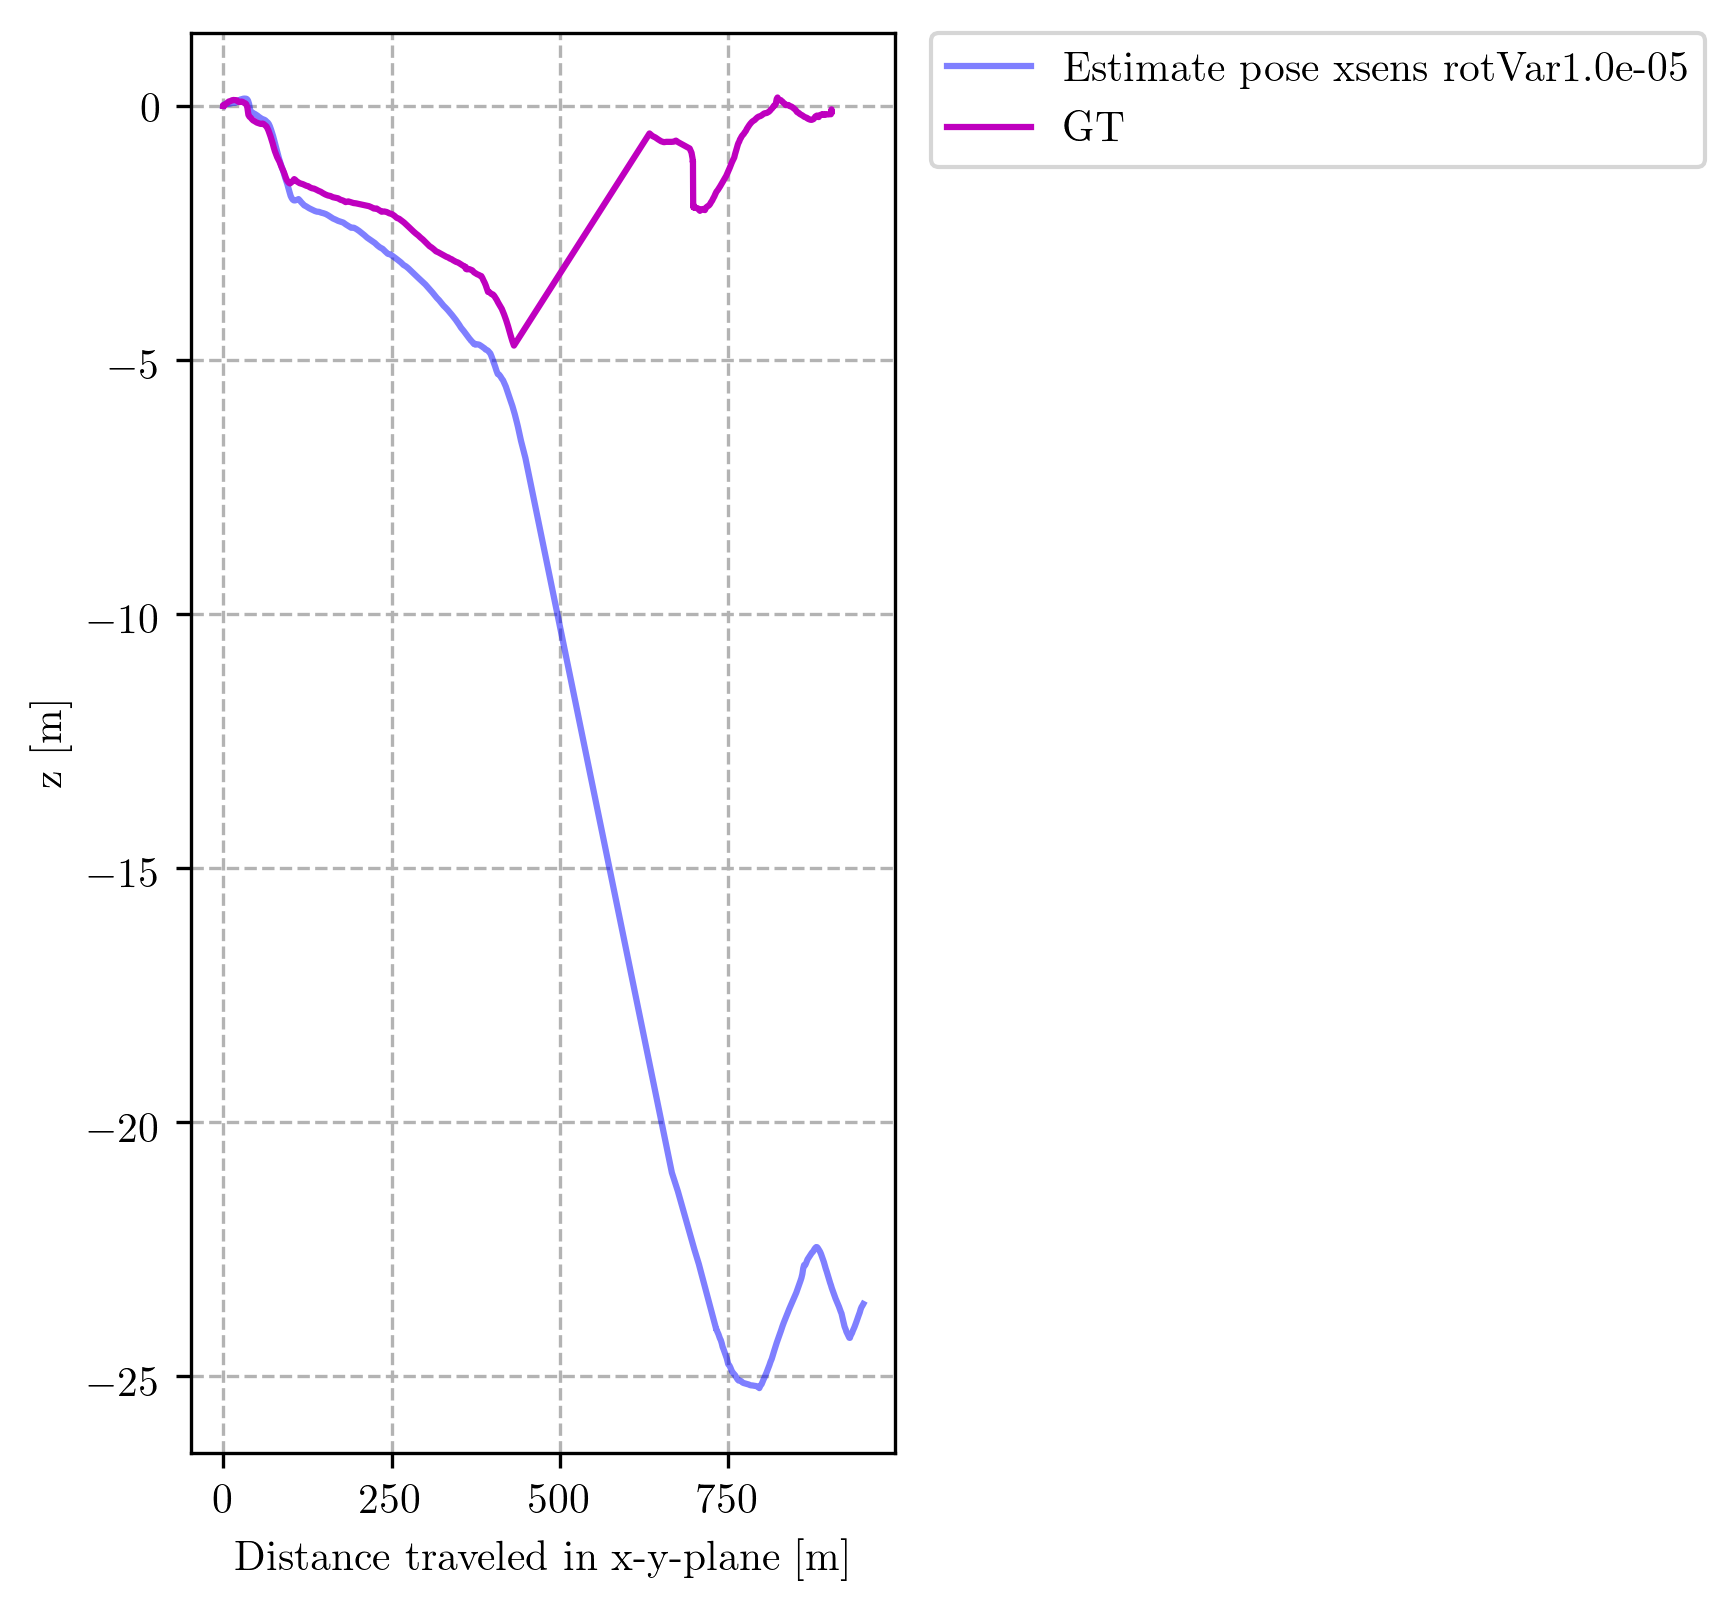 Estimate pose xsens rotVar1.0e-05
GT
0
−5
−10
−15
−20
−25
z [m]
0 250 500 750
Distance traveled in x-y-plane [m]